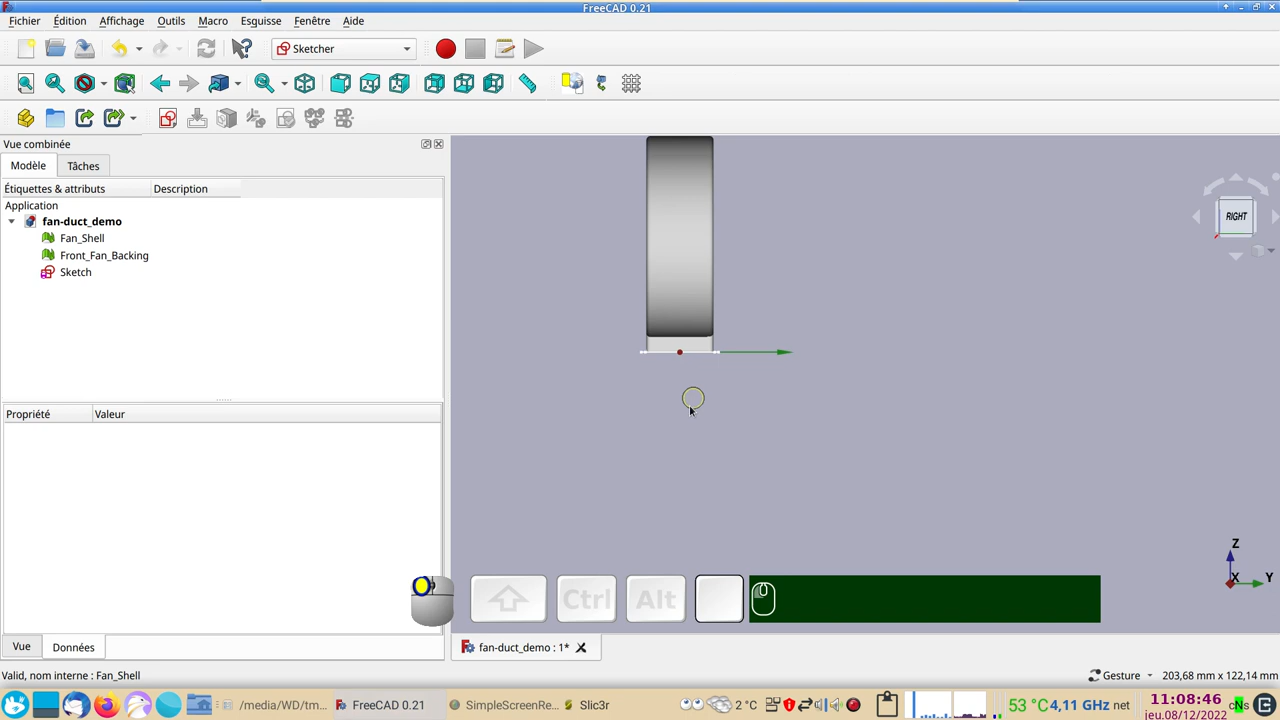 FreeCAD 0.21
Fichier Édition Affichage Outils Macro Esguisse Fenêtre Aide
Sketcher
Vue combinée
Modèle Tâches
Étiquettes & attributs Description
Application
fan-duct_demo
Fan_Shell
Front_Fan_Backing
Sketch
RIGHT
Propriété Valeur
Z
X Y
Ctrl Alt
Vue Données
fan-duct_demo : 1*
Valid, nom interne : Fan_Shell
Gesture 203,68 mm x 122,14 mm
/media/WD/tm... FreeCAD 0.21 SimpleScreenRe... Slic3r 2 °C 53 °C 4,11 GHz net 11:08:46
jeu.08/12/2022
cNs